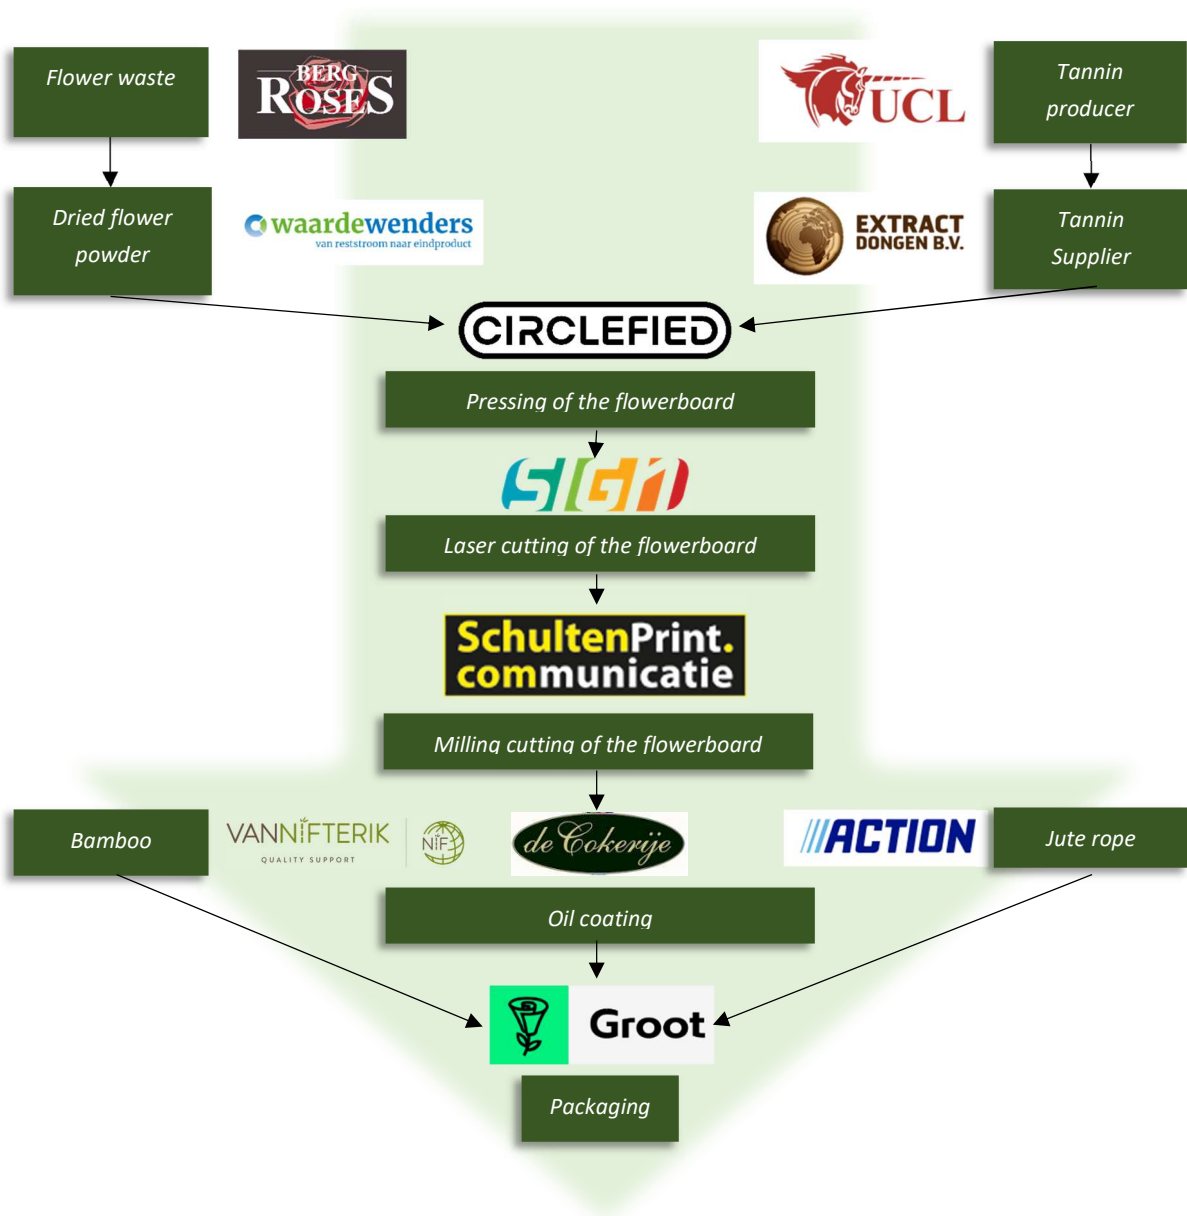 Flower waste
BERG
ROSES
UCL
Tannin
producer
Dried flower
powder
waardewenders
van reststroom naar eindproduct
EXTRACT
DONGEN B.V.
Tannin
Supplier
CIRCLEFIED
Pressing of the flowerboard
SIGN
Laser cutting of the flowerboard
SchultenPrint.
communicatie
Milling cutting of the flowerboard
Bamboo
VANNIFTERIK
QUALITY SUPPORT
NIF
de Cokerije
ACTION
Jute rope
Oil coating
Groot
Packaging